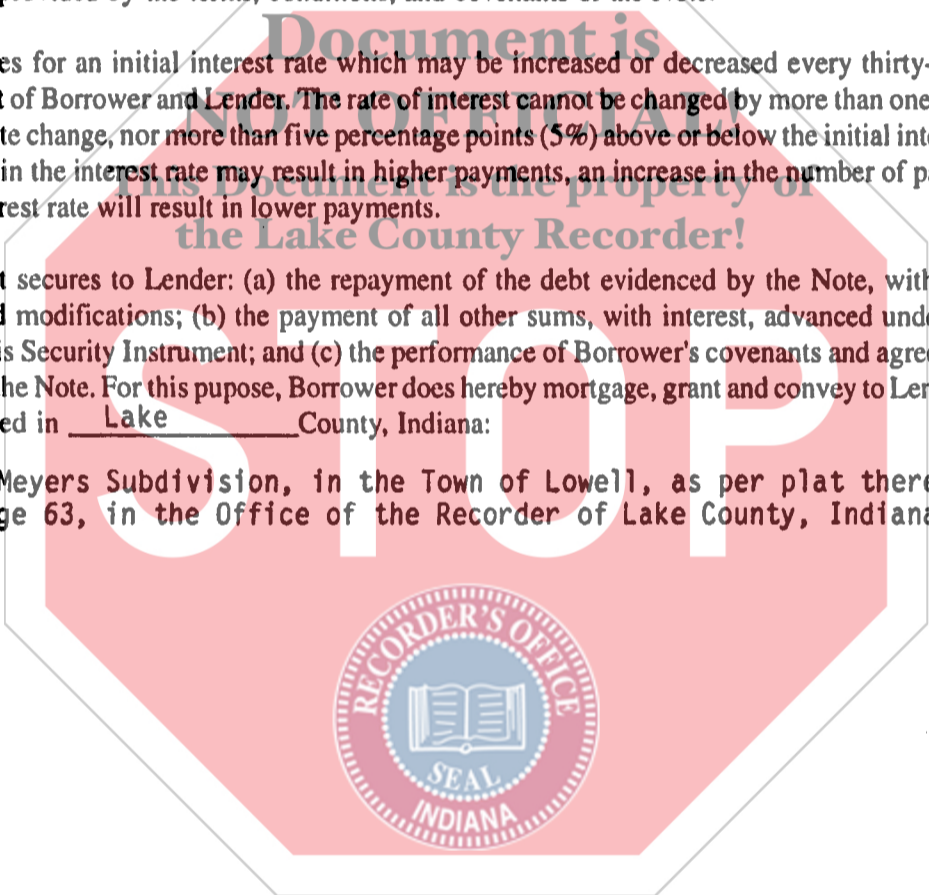 Document is
es for an initial interest rate which may be increased or decreased every thirty-
t of Borrower and Lender. The rate of interest cannot be changed by more than one
NOT OFFICIAL!
te change, nor more than five percentage points (5%) above or below the initial int
in the interest rate may result in higher payments, an increase in the number of p
This Document is the property of
rest rate will result in lower payments.
the Lake County Recorder!
t secures to Lender: (a) the repayment of the debt evidenced by the Note, with
modifications; (b) the payment of all other sums, with interest, advanced und
s Security Instrument; and (c) the performance of Borrower's covenants and agre
he Note. For this pupose, Borrower does hereby mortgage, grant and convey to Len
ed in Lake County, Indiana:
STOP
Meyers Subdivision, in the Town of Lowell, as per plat there
ge 63, in the Office of the Recorder of Lake County, Indiana
RECORDER'S OFFICE
SEAL
INDIANA